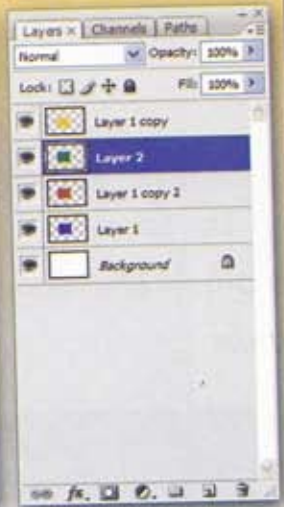 Layers x Channels Paths
Normal Opacity: 100%
Lock: Fill: 100%
Layer 1 copy
Layer 2
Layer 1 copy 2
Layer 1
Background
fx.